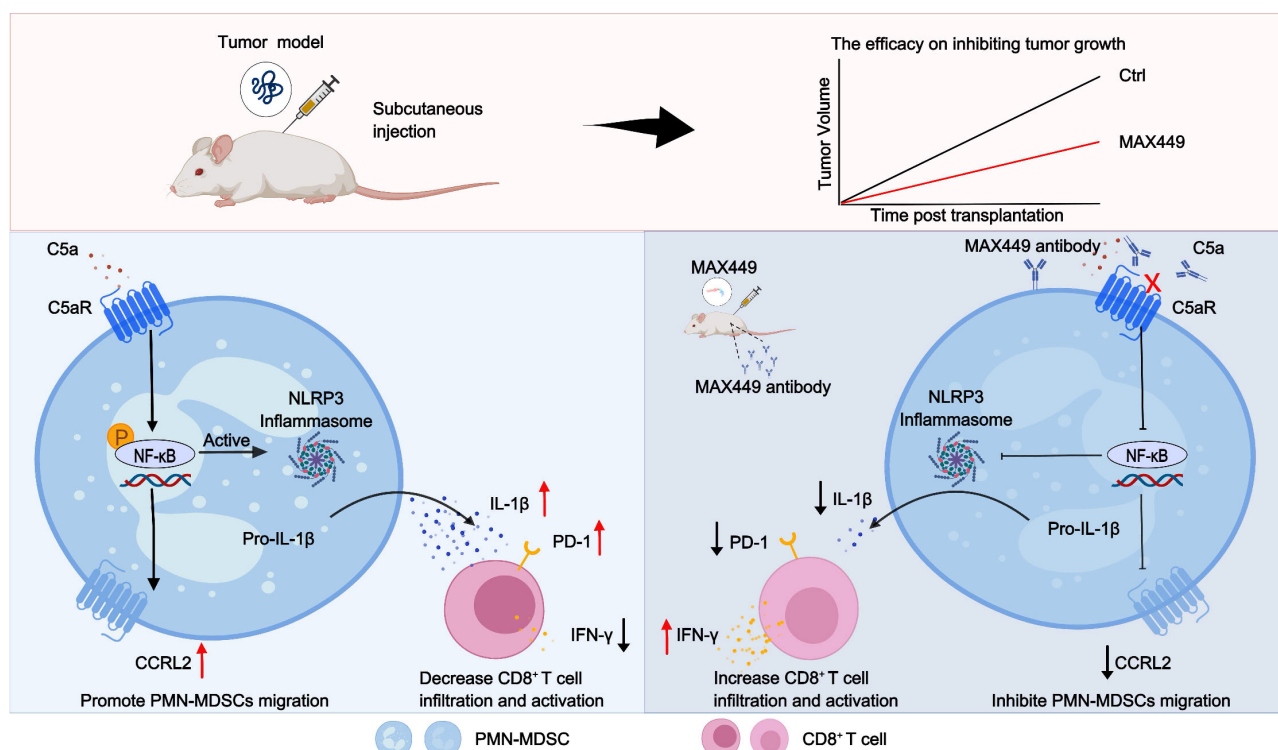 Tumor model
Subcutaneous
injection
The efficacy on inhibiting tumor growth
Tumor Volume
Ctrl
MAX449
Time post transplantation
C5a
C5aR
P
NF-κB
Active
NLRP3
Inflammasome
Pro-IL-1β
IL-1β
PD-1
IFN-γ
CCRL2
Promote PMN-MDSCs migration
Decrease CD8⁺ T cell
infiltration and activation
MAX449
MAX449 antibody
MAX449 antibody
C5a
X
C5aR
NLRP3
Inflammasome
NF-κB
IL-1β
Pro-IL-1β
PD-1
IFN-γ
CCRL2
Increase CD8⁺ T cell
infiltration and activation
Inhibite PMN-MDSCs migration
PMN-MDSC
CD8⁺ T cell